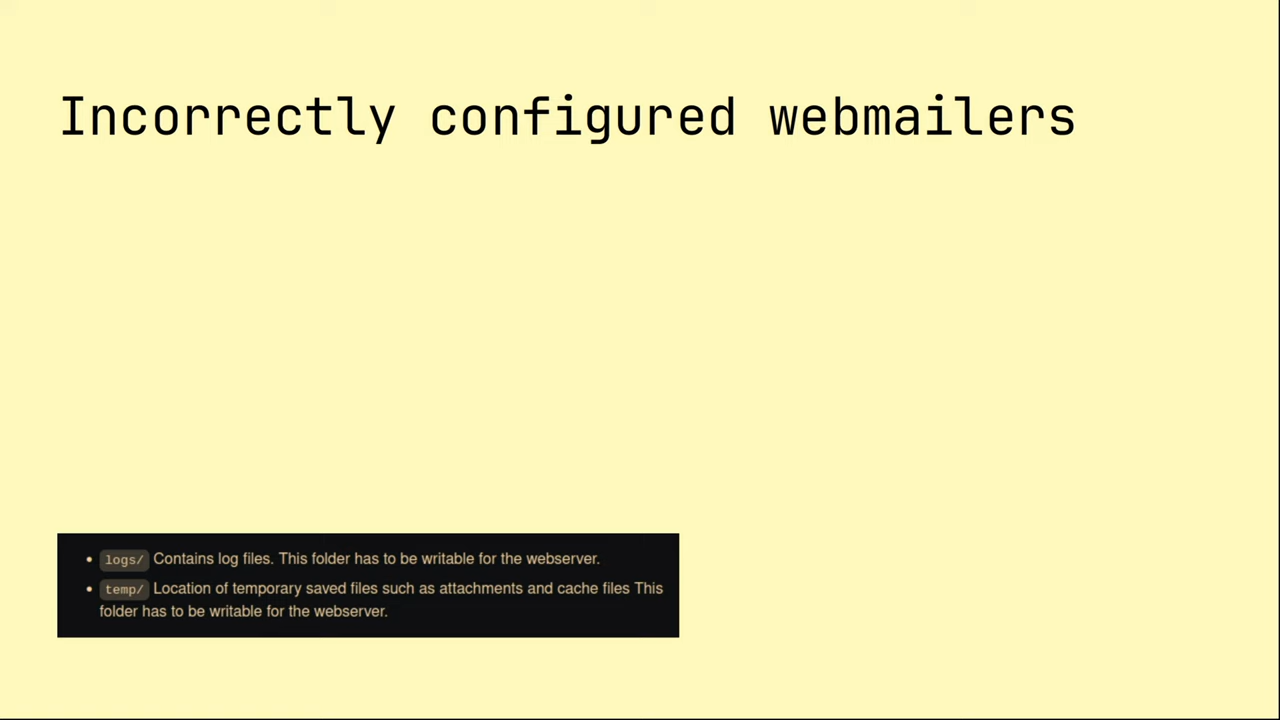 Incorrectly configured webmailers
• logs/ Contains log files. This folder has to be writable for the webserver.
• temp/ Location of temporary saved files such as attachments and cache files This
folder has to be writable for the webserver.